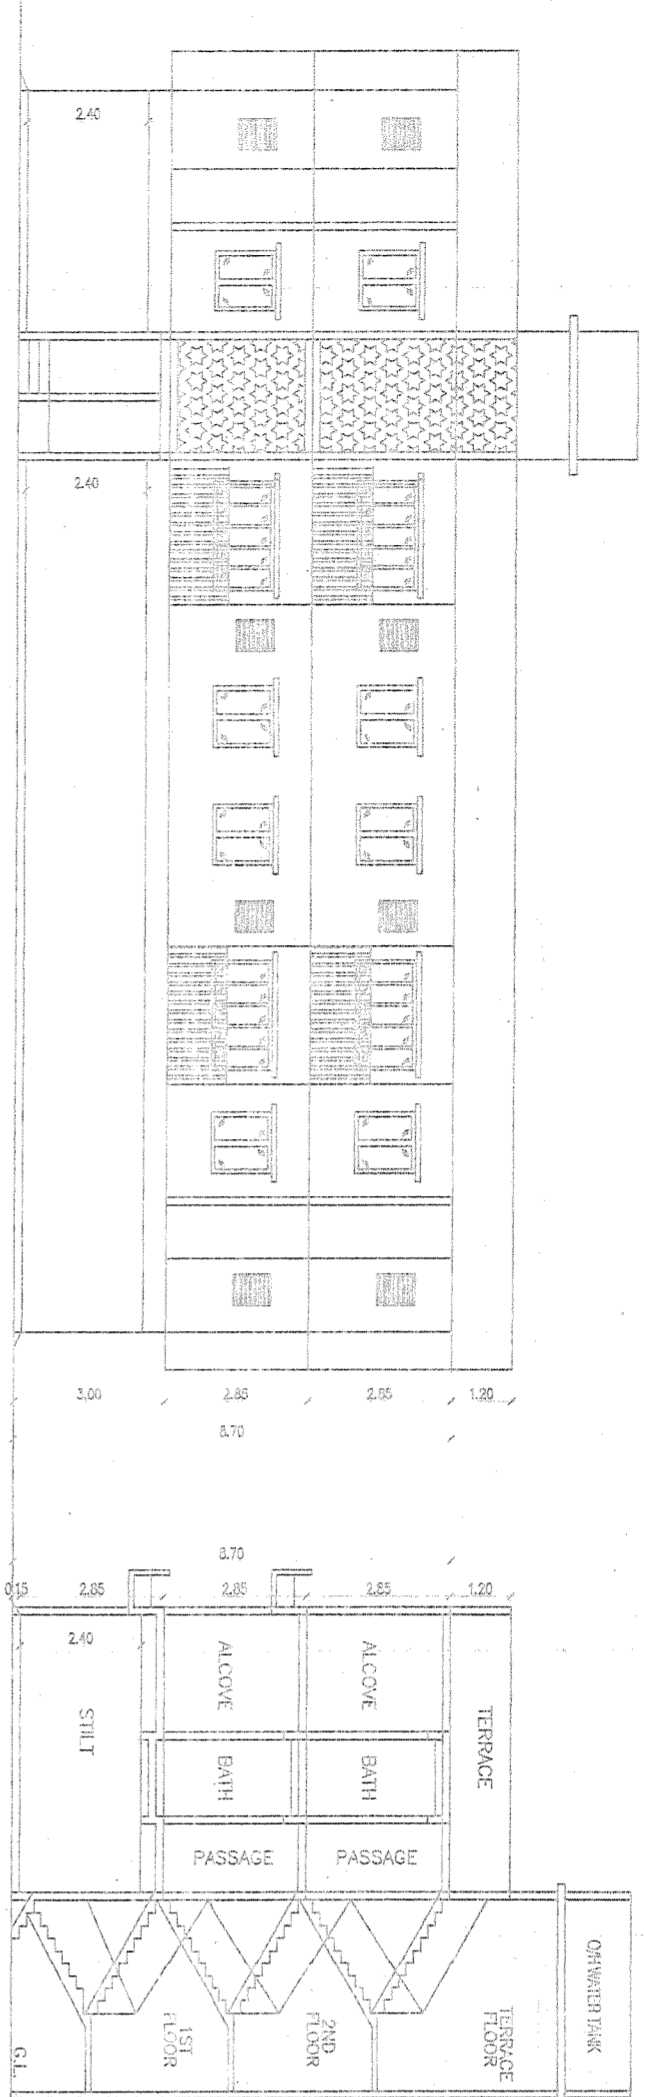 2.40
2.40
3.00 2.85 2.85 1.20
8.70
8.70
0.15 2.85 2.85 2.85 1.20
2.40
STILT
ALCOVE
ALCOVE
TERRACE
BATH
BATH
PASSAGE
PASSAGE
O/H WATER TANK
TERRACE
FLOOR
2ND
FLOOR
1ST
FLOOR
G.L.